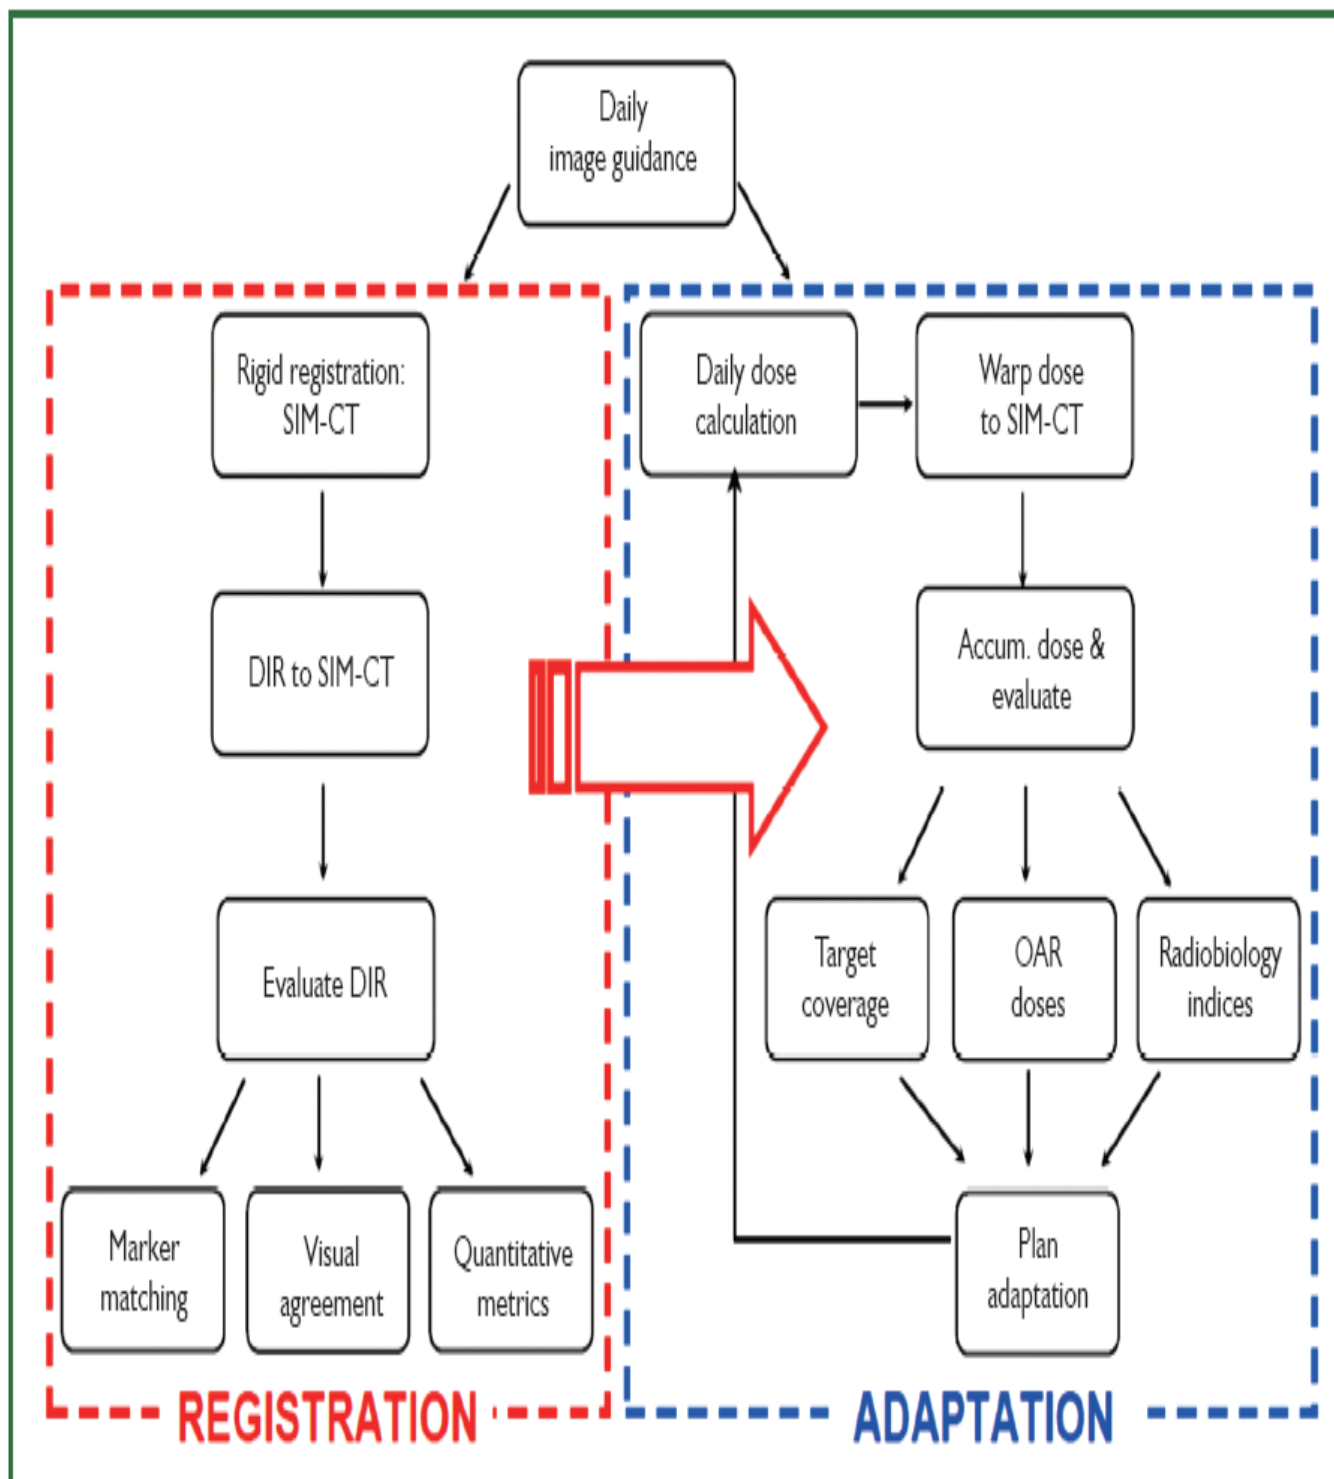 Daily
image guidance
Rigid registration:
SIM-CT
DIR to SIM-CT
Evaluate DIR
Marker
matching
Visual
agreement
Quantitative
metrics
REGISTRATION
Daily dose
calculation
Warp dose
to SIM-CT
Accum. dose &
evaluate
Target
coverage
OAR
doses
Radiobiology
indices
Plan
adaptation
ADAPTATION